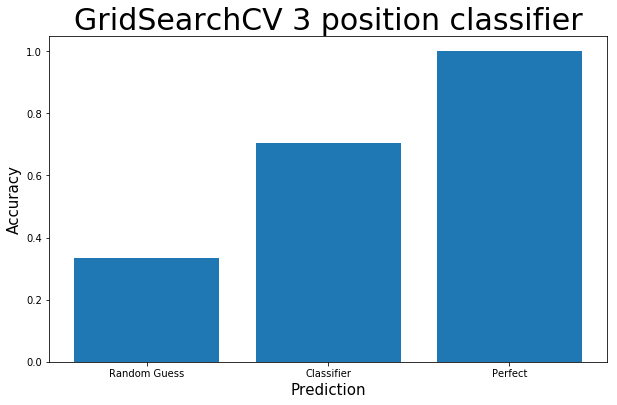 GridSearchCV 3 position classifier
1.0
0.8
0.6
0.4
0.2
0.0
Accuracy
Random Guess Classifier Perfect
Prediction